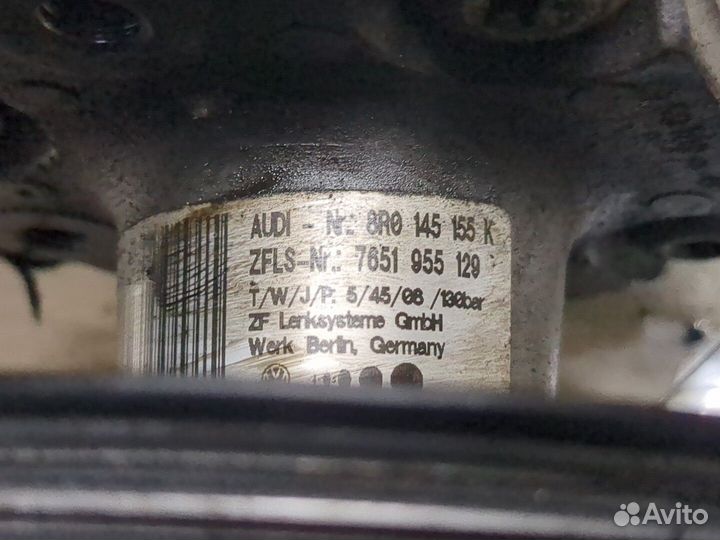 AUDI - Nr.: 8R0 145 155 K
ZFLS-Nr.: 7651 955 129
T/W/J/P: 5/45/08 /130bar
ZF Lenksysteme GmbH
Werk Berlin, Germany
Avito